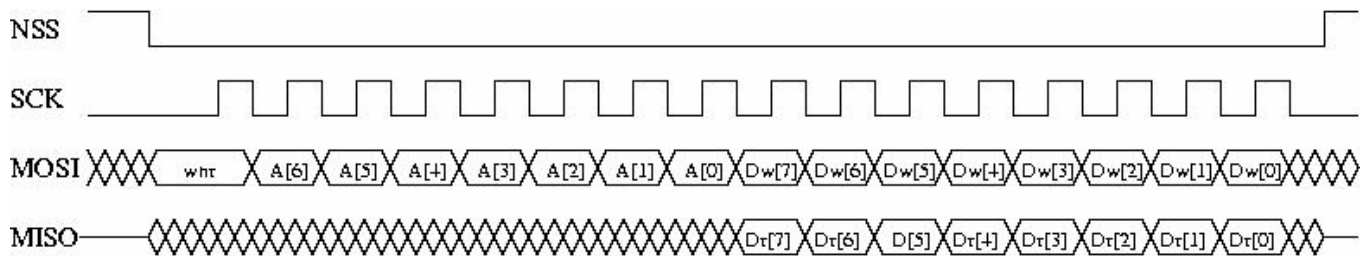 NSS
SCK
MOSI whr A[6] A[5] A[4] A[3] A[2] A[1] A[0] Dw[7] Dw[6] Dw[5] Dw[4] Dw[3] Dw[2] Dw[1] Dw[0]
MISO Dr[7] Dr[6] D[5] Dr[4] Dr[3] Dr[2] Dr[1] Dr[0]